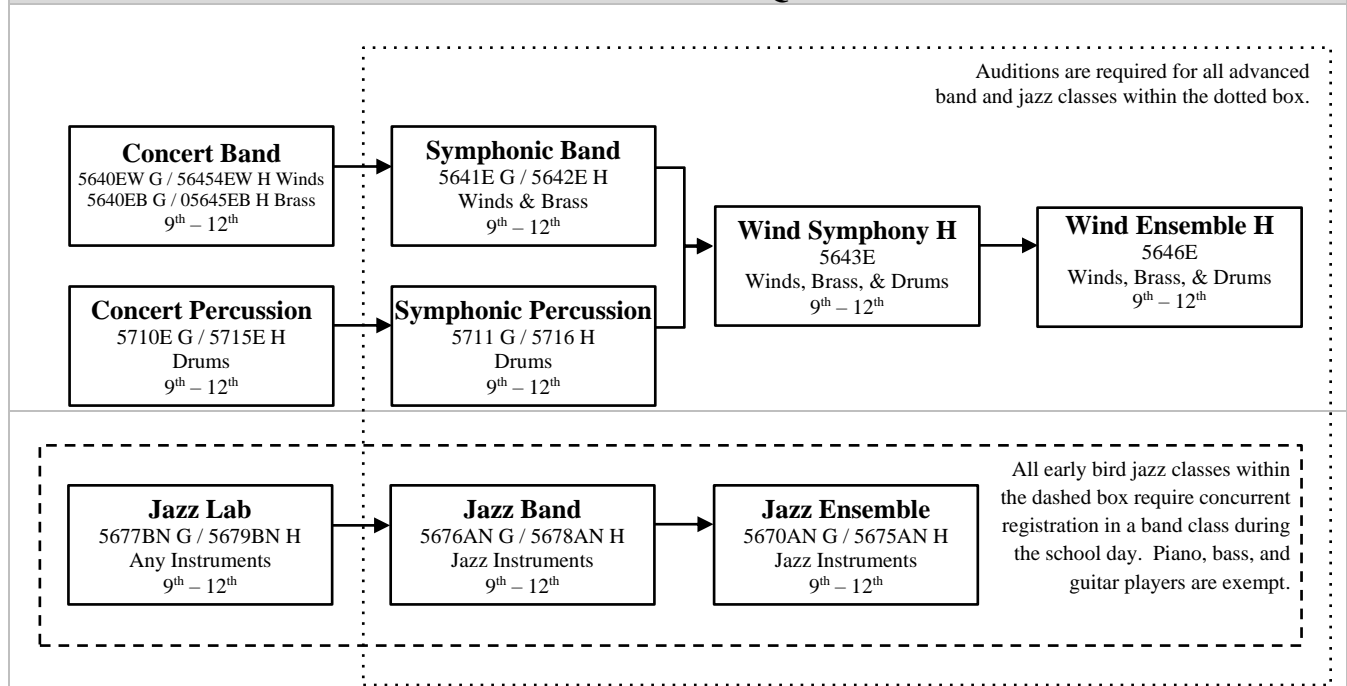 Auditions are required for all advanced
band and jazz classes within the dotted box.
Concert Band
5640EW G / 56454EW H Winds
5640EB G / 05645EB H Brass
9th – 12th
Symphonic Band
5641E G / 5642E H
Winds & Brass
9th – 12th
Wind Symphony H
5643E
Winds, Brass, & Drums
9th – 12th
Wind Ensemble H
5646E
Winds, Brass, & Drums
9th – 12th
Concert Percussion
5710E G / 5715E H
Drums
9th – 12th
Symphonic Percussion
5711 G / 5716 H
Drums
9th – 12th
All early bird jazz classes within
the dashed box require concurrent
registration in a band class during
the school day. Piano, bass, and
guitar players are exempt.
Jazz Lab
5677BN G / 5679BN H
Any Instruments
9th – 12th
Jazz Band
5676AN G / 5678AN H
Jazz Instruments
9th – 12th
Jazz Ensemble
5670AN G / 5675AN H
Jazz Instruments
9th – 12th